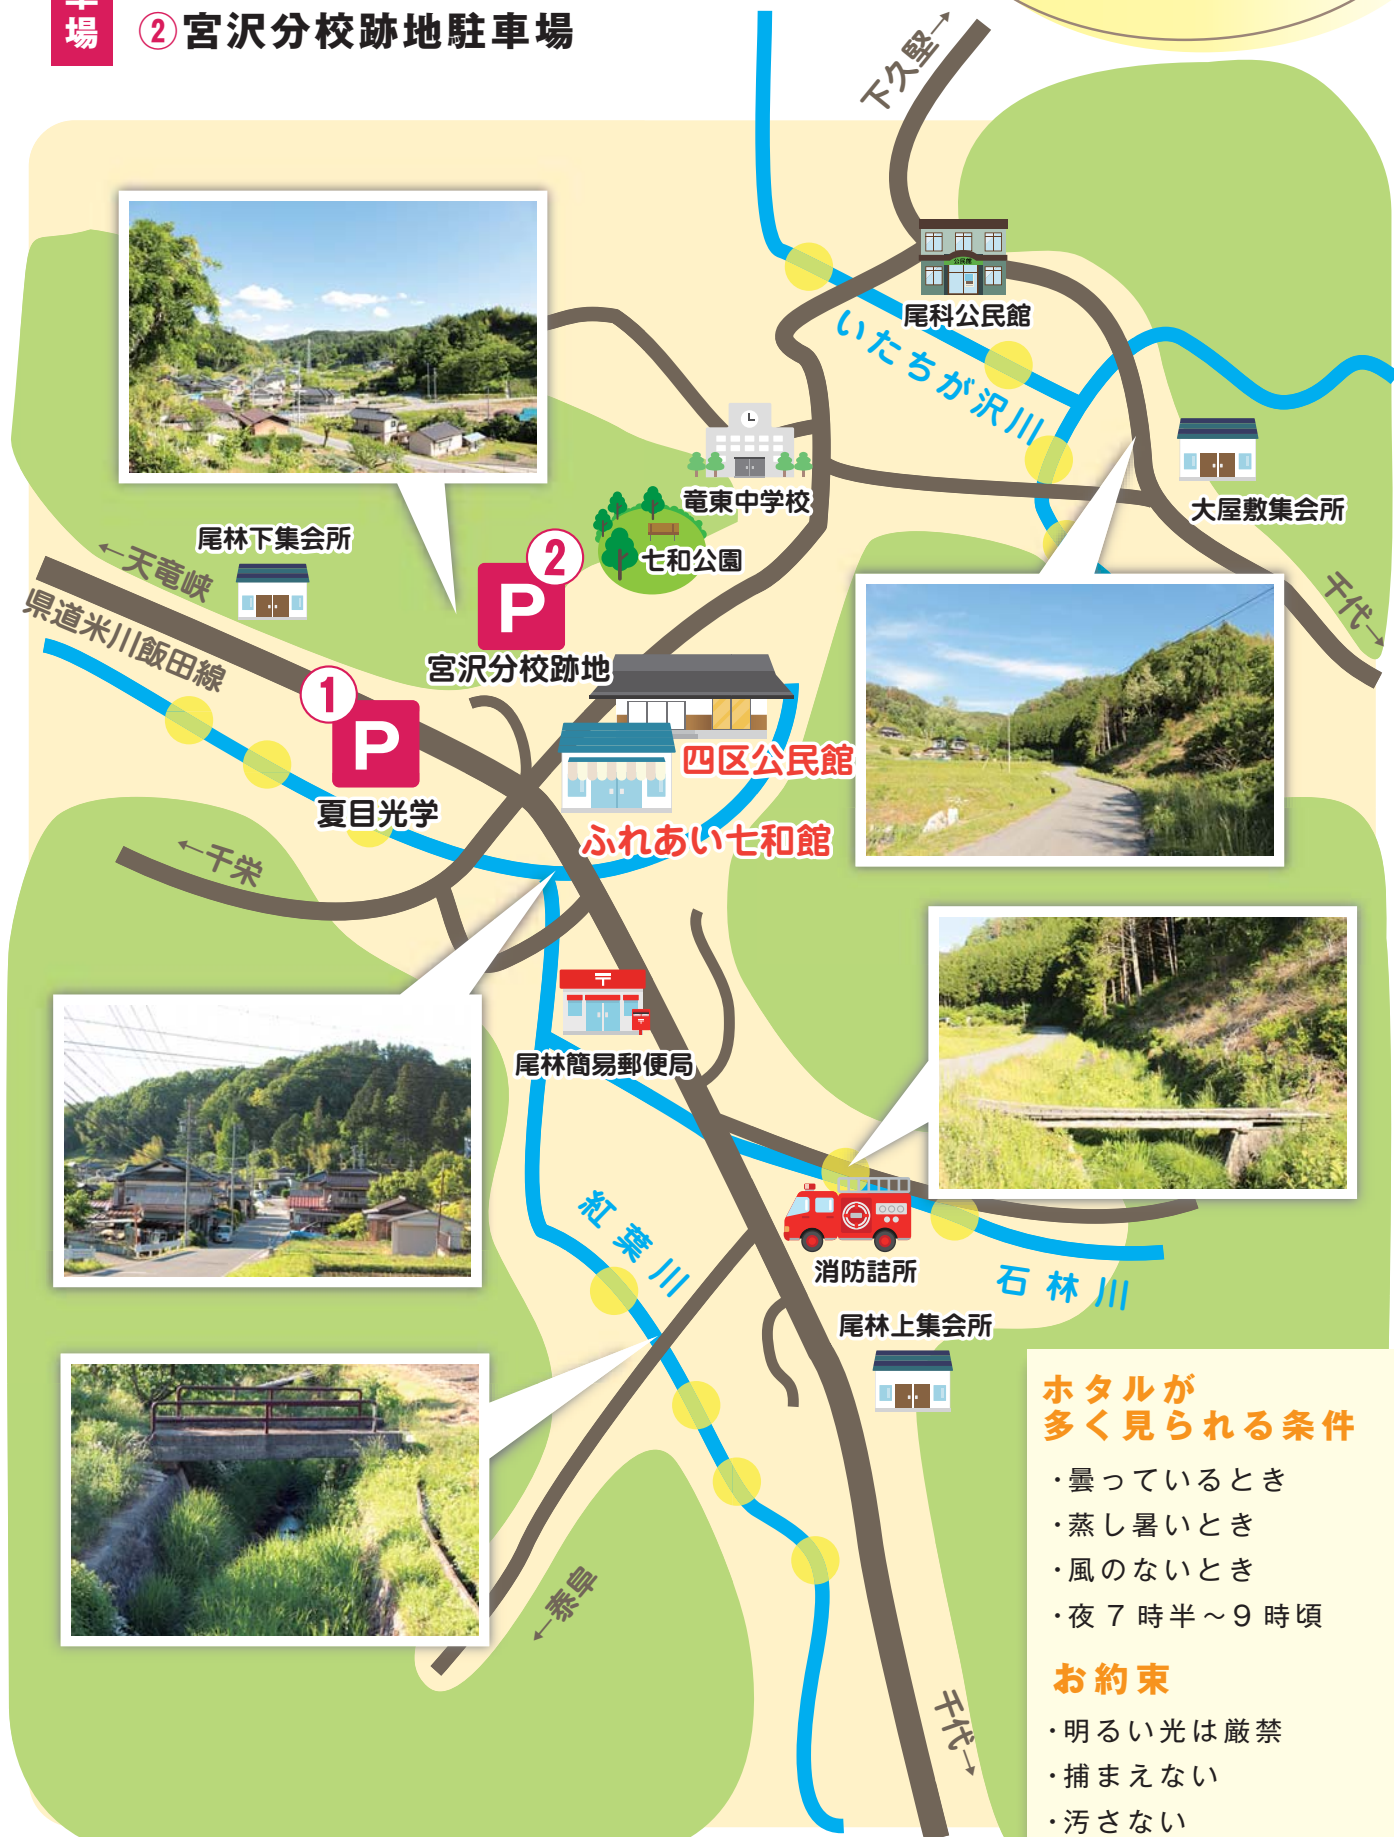 場
②宮沢分校跡地駐車場
下久堅→
公民館
尾科公民館
いたちが沢川
竜東中学校
大屋敷集会所
七和公園
尾林下集会所
←天竜峡
県道米川飯田線
千代→
②
P
宮沢分校跡地
①
P
夏目光学
四区公民館
ふれあい七和館
←千栄
〒
〒
尾林簡易郵便局
紅葉川
消防詰所
石林川
尾林上集会所
←泰阜
千代→
ホタルが
多く見られる条件
・曇っているとき
・蒸し暑いとき
・風のないとき
・夜7時半～9時頃
お約束
・明るい光は厳禁
・捕まえない
・汚さない